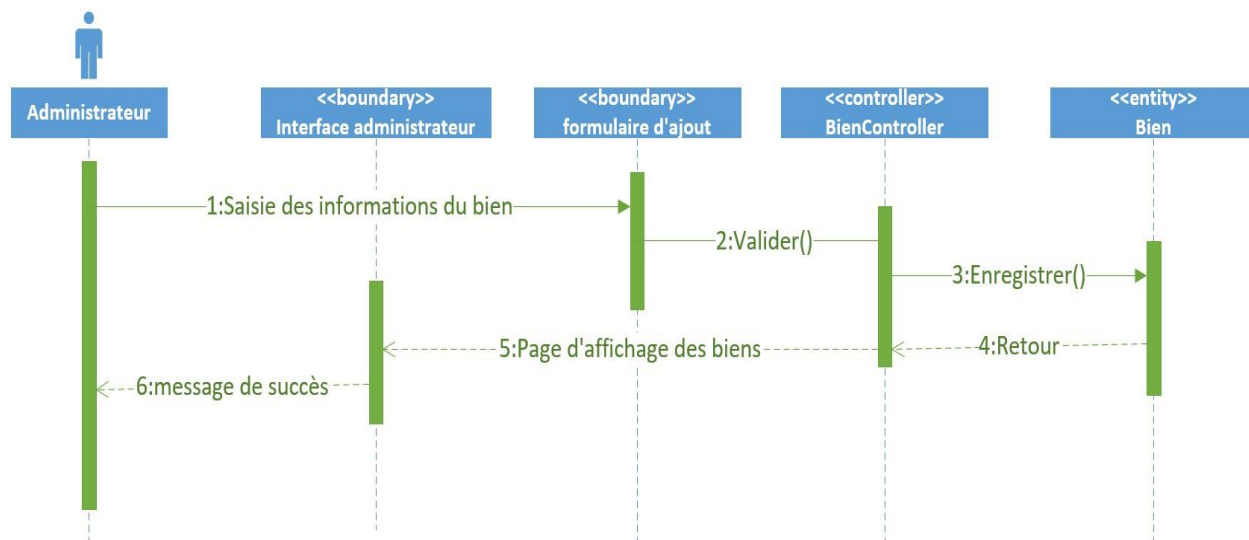 Administrateur
<<boundary>>
Interface administrateur
<<boundary>>
formulaire d'ajout
<<controller>>
BienController
<<entity>>
Bien
1:Saisie des informations du bien
2:Valider()
3:Enregistrer()
4:Retour
5:Page d'affichage des biens
6:message de succès